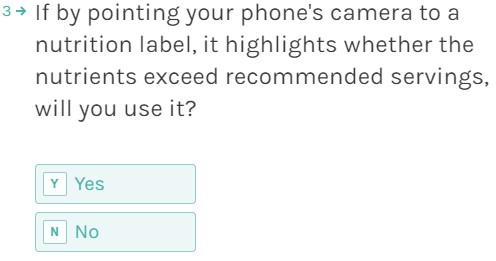 3→ If by pointing your phone's camera to a
nutrition label, it highlights whether the
nutrients exceed recommended servings,
will you use it?
Y Yes
N No